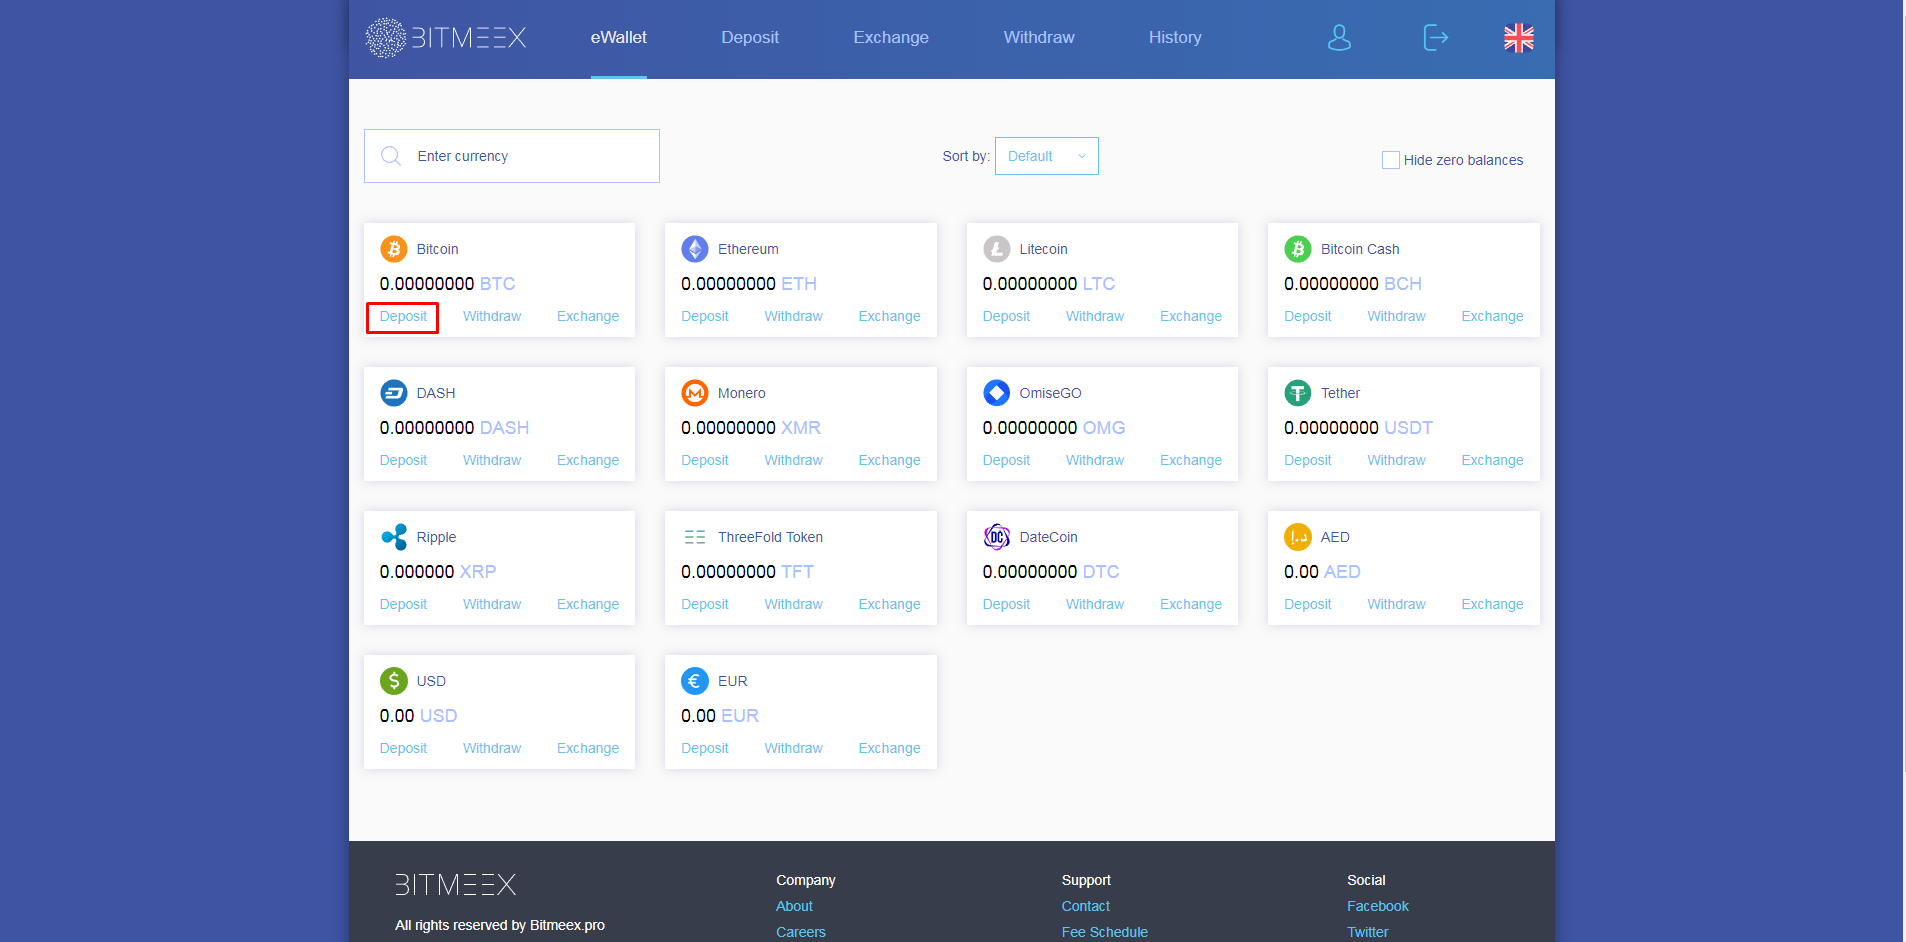 BITMEEX eWallet Deposit Exchange Withdraw History
Enter currency
Sort by: Default
Hide zero balances
Bitcoin
0.00000000 BTC
Deposit Withdraw Exchange
Ethereum
0.00000000 ETH
Deposit Withdraw Exchange
Litecoin
0.00000000 LTC
Deposit Withdraw Exchange
Bitcoin Cash
0.00000000 BCH
Deposit Withdraw Exchange
DASH
0.00000000 DASH
Deposit Withdraw Exchange
Monero
0.00000000 XMR
Deposit Withdraw Exchange
OmiseGO
0.00000000 OMG
Deposit Withdraw Exchange
Tether
0.00000000 USDT
Deposit Withdraw Exchange
Ripple
0.000000 XRP
Deposit Withdraw Exchange
ThreeFold Token
0.00000000 TFT
Deposit Withdraw Exchange
DC DateCoin
0.00000000 DTC
Deposit Withdraw Exchange
د.إ AED
0.00 AED
Deposit Withdraw Exchange
$ USD
0.00 USD
Deposit Withdraw Exchange
€ EUR
0.00 EUR
Deposit Withdraw Exchange
BITMEEX
All rights reserved by Bitmeex.pro
Company
About
Careers
Support
Contact
Fee Schedule
Social
Facebook
Twitter